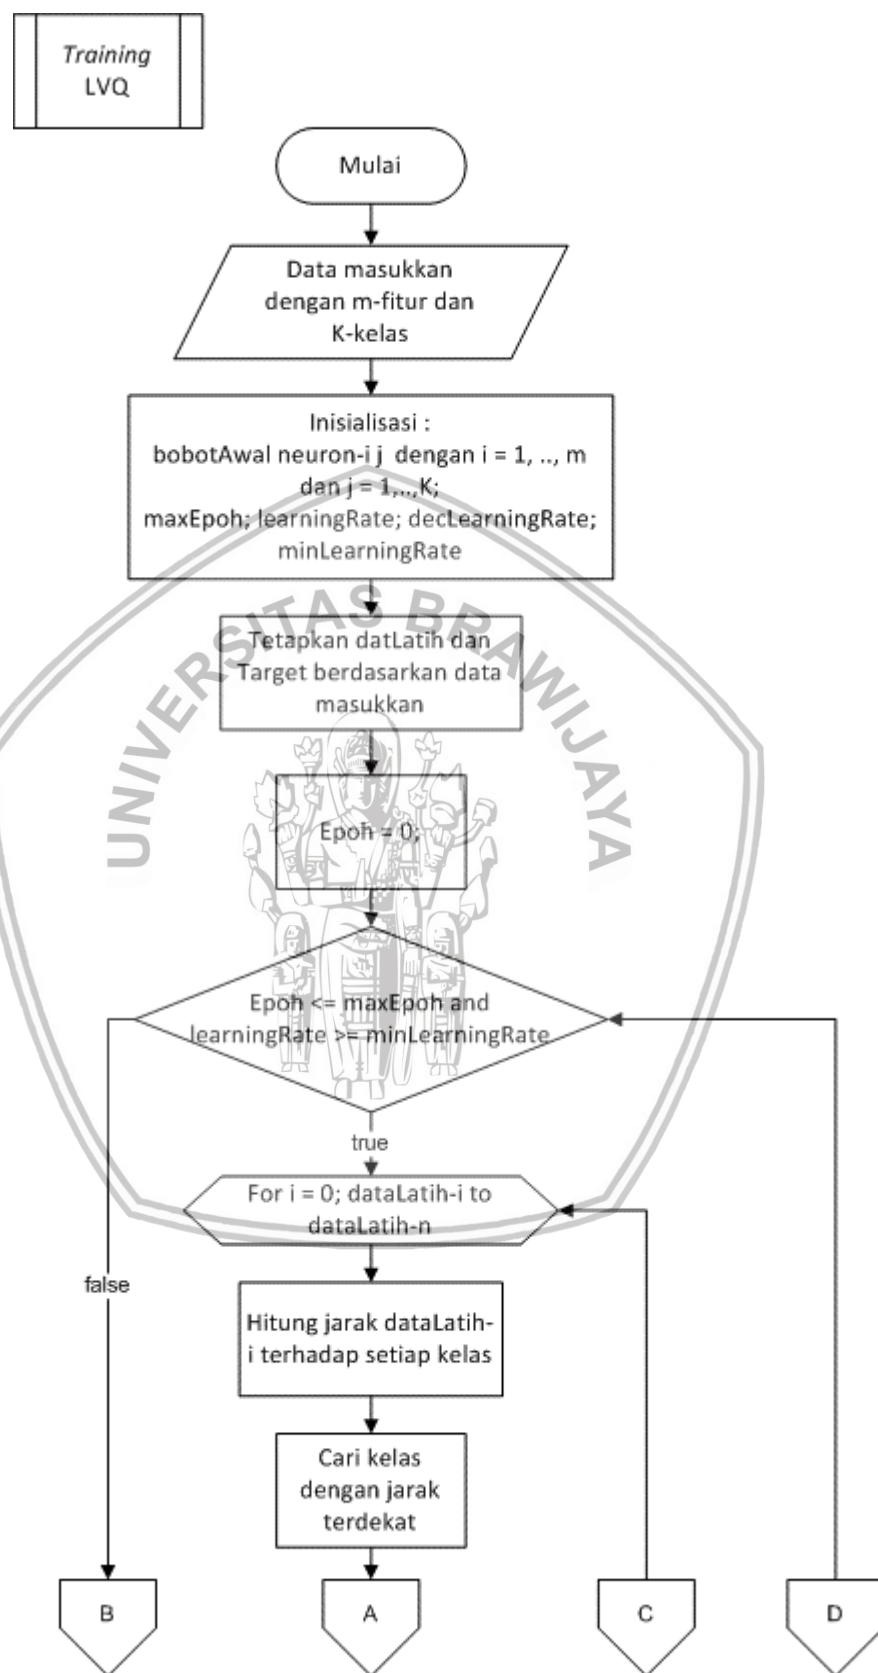 Training
LVQ
Mulai
Data masukkan
dengan m-fitur dan
K-kelas
Inisialisasi :
bobotAwal neuron-i j dengan i = 1, .., m
dan j = 1,..,K;
maxEpoh; learningRate; decLearningRate;
minLearningRate
UNIVERSITAS BRAWIJAYA
Tetapkan datLatih dan
Target berdasarkan data
masukkan
Epoh = 0;
Epoh <= maxEpoh and
learningRate >= minLearningRate
true
For i = 0; dataLatih-i to
dataLatih-n
false
Hitung jarak dataLatih-
i terhadap setiap kelas
Cari kelas
dengan jarak
terdekat
B
A
C
D